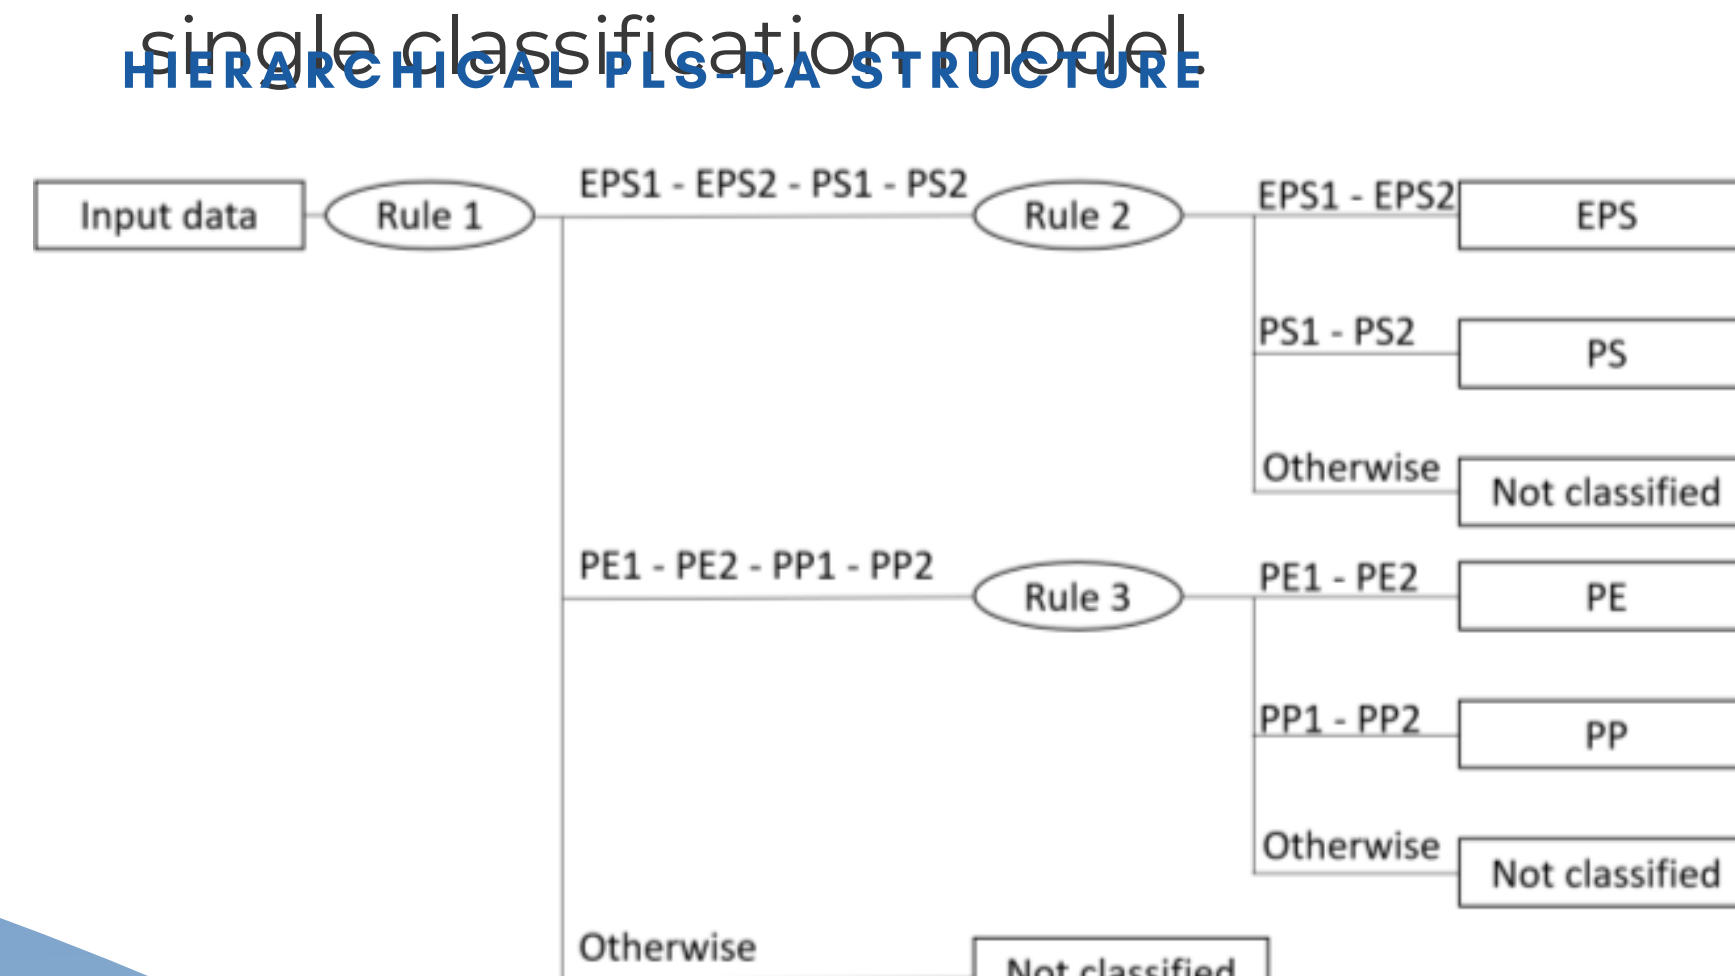 single classification model.
HIERARCHICAL PLS-DA STRUCTURE
EPS1 - EPS2 - PS1 - PS2
EPS1 - EPS2
Input data
Rule 1
Rule 2
EPS
PS1 - PS2
PS
Otherwise
Not classified
PE1 - PE2 - PP1 - PP2
PE1 - PE2
Rule 3
PE
PP1 - PP2
PP
Otherwise
Not classified
Otherwise
Not classified